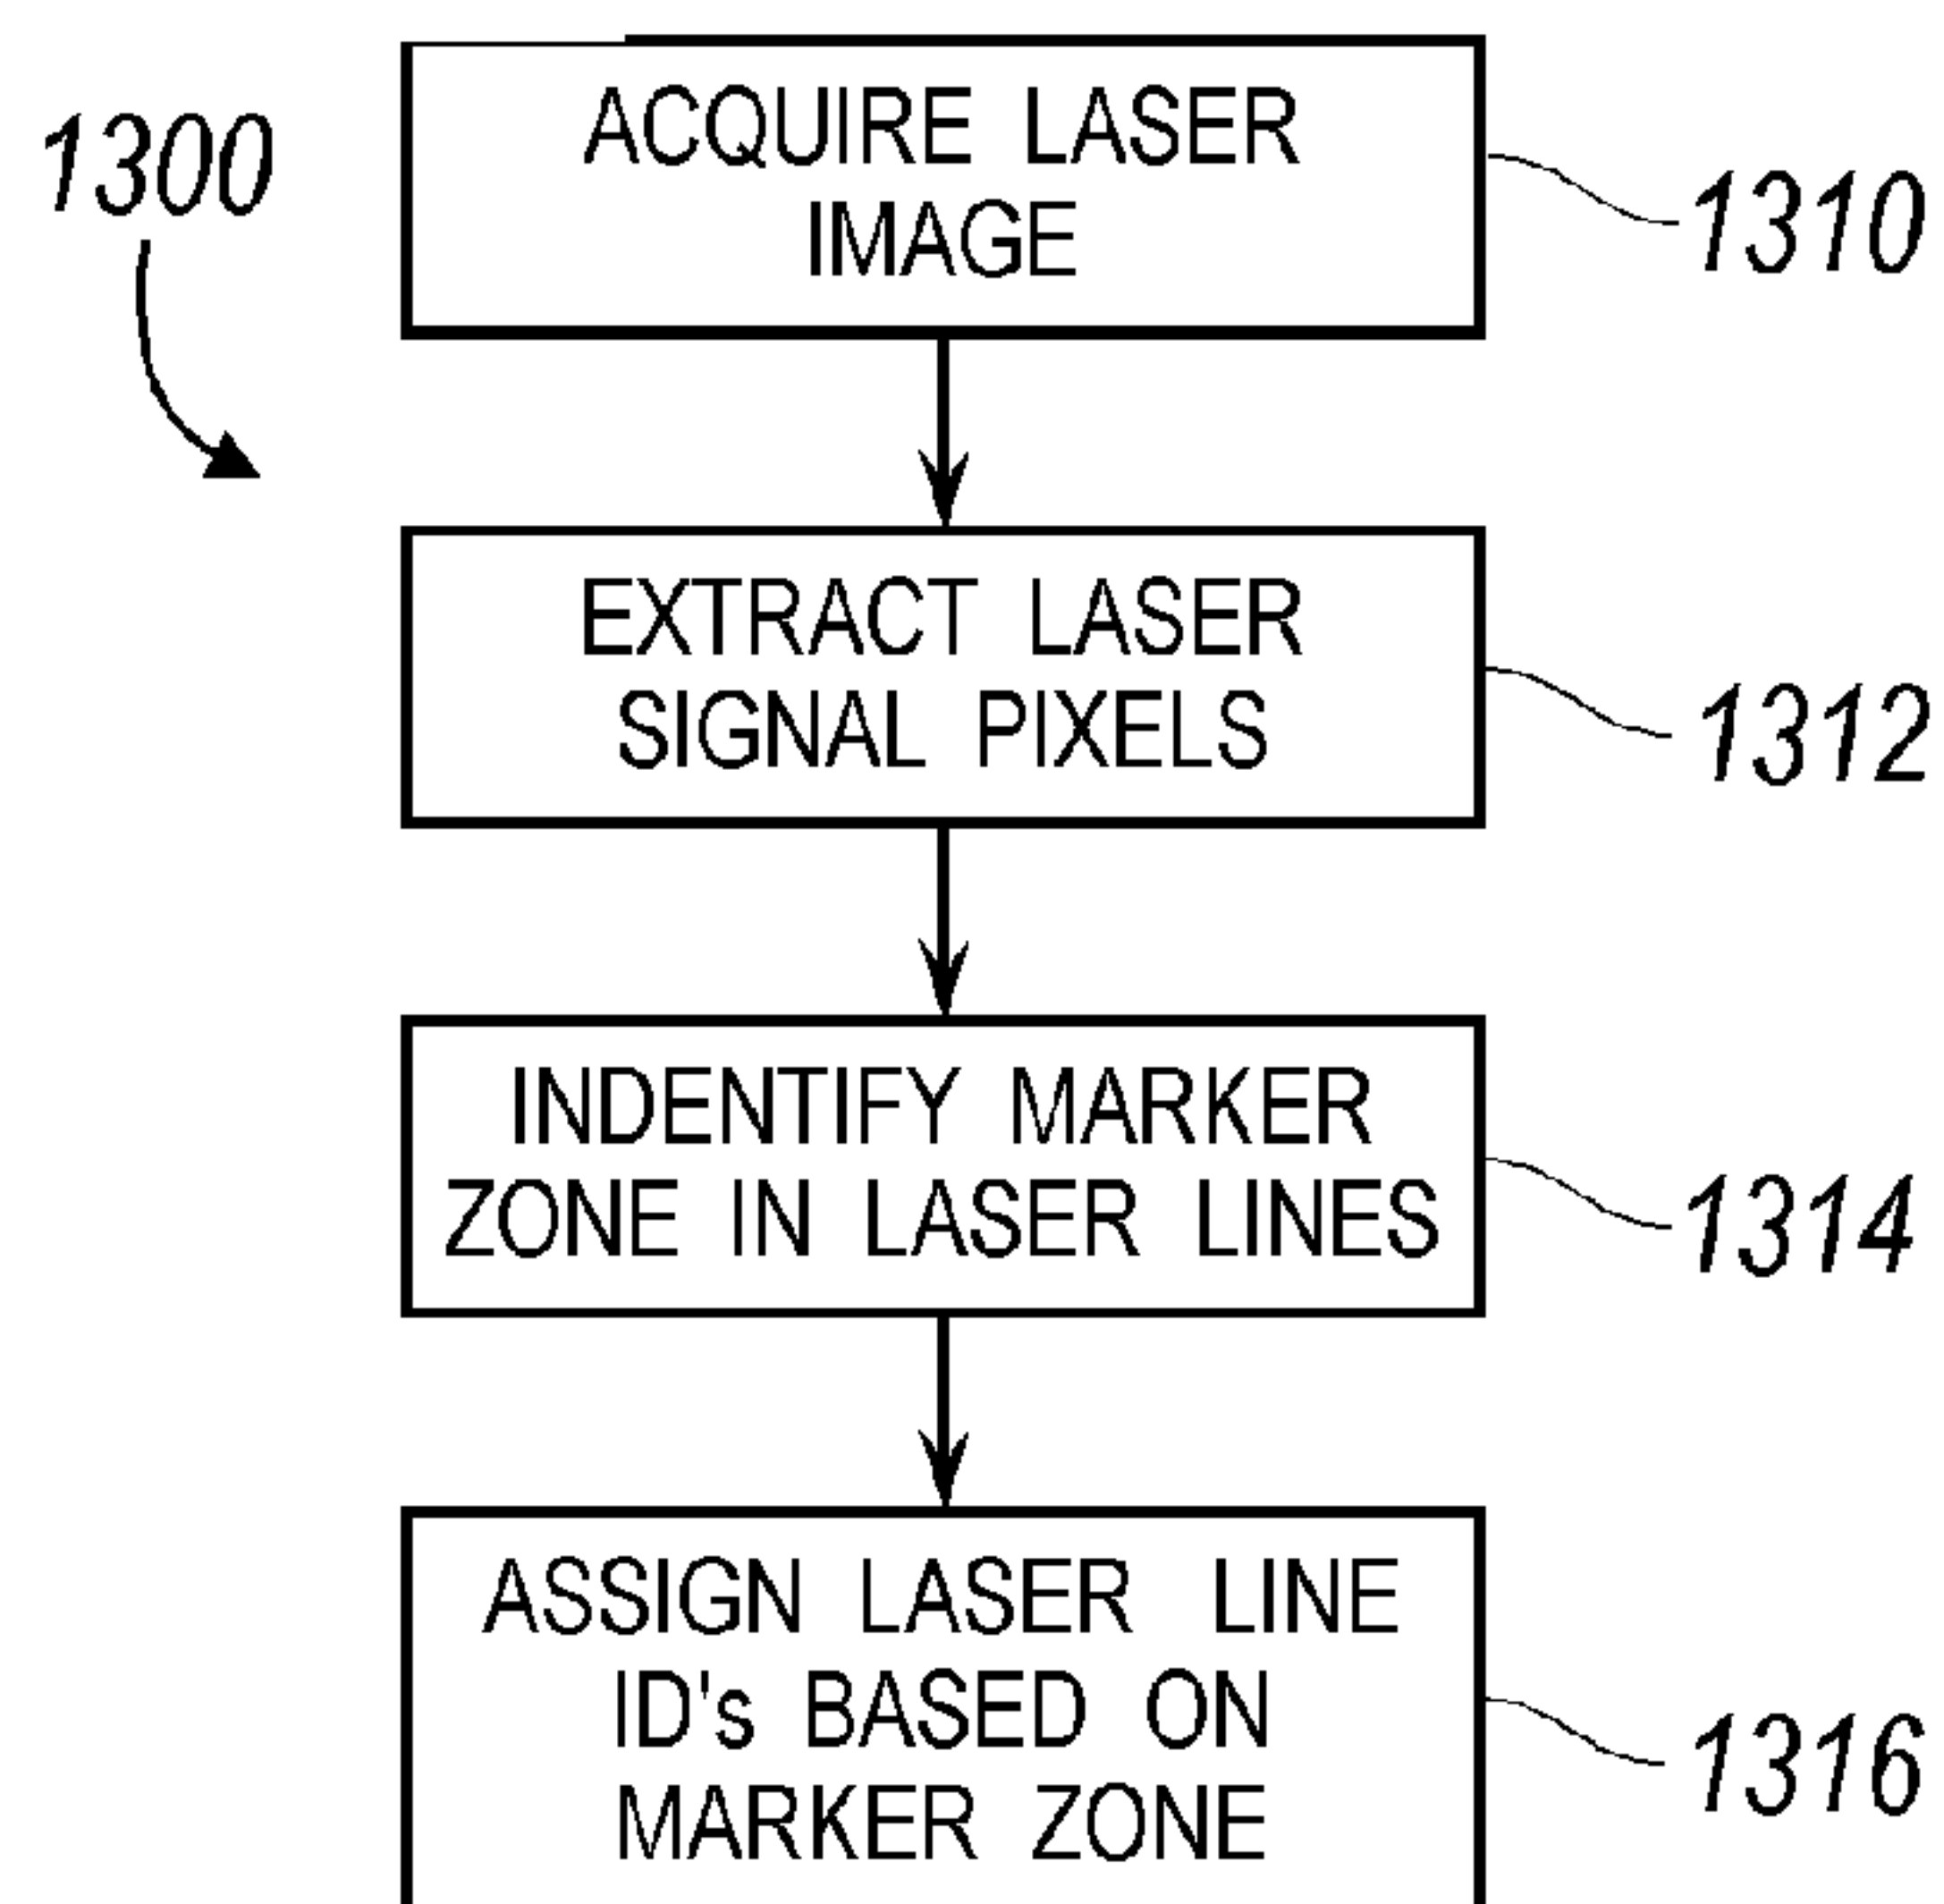 1300
ACQUIRE LASER
IMAGE
1310
EXTRACT LASER
SIGNAL PIXELS
1312
INDENTIFY MARKER
ZONE IN LASER LINES
1314
ASSIGN LASER LINE
ID's BASED ON
MARKER ZONE
1316